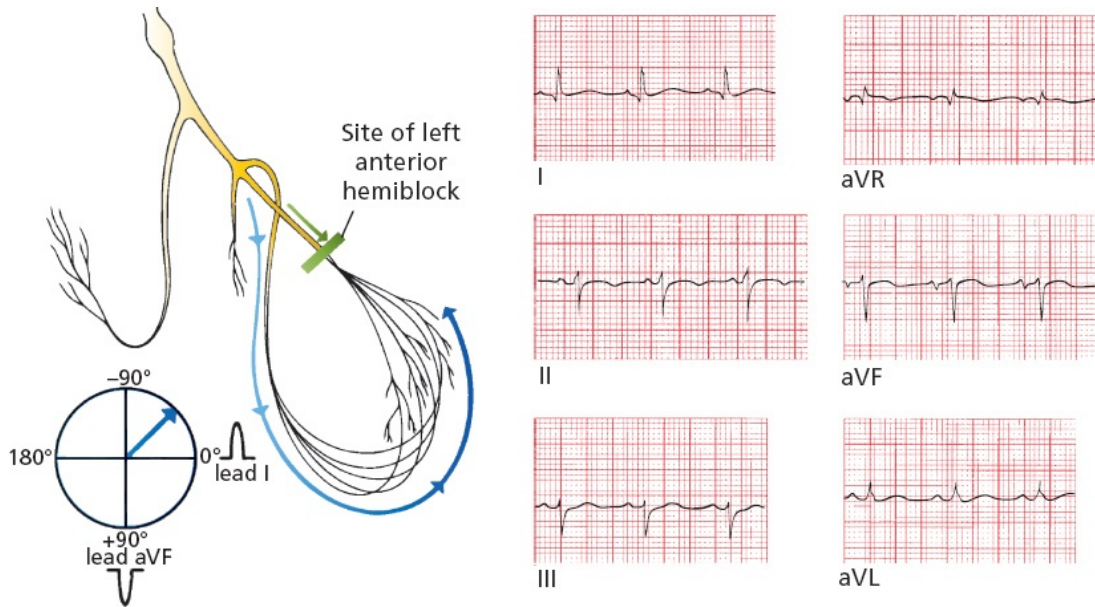 Site of left
anterior
hemiblock
–90°
180°
0°
lead I
+90°
lead aVF
I
aVR
II
aVF
III
aVL